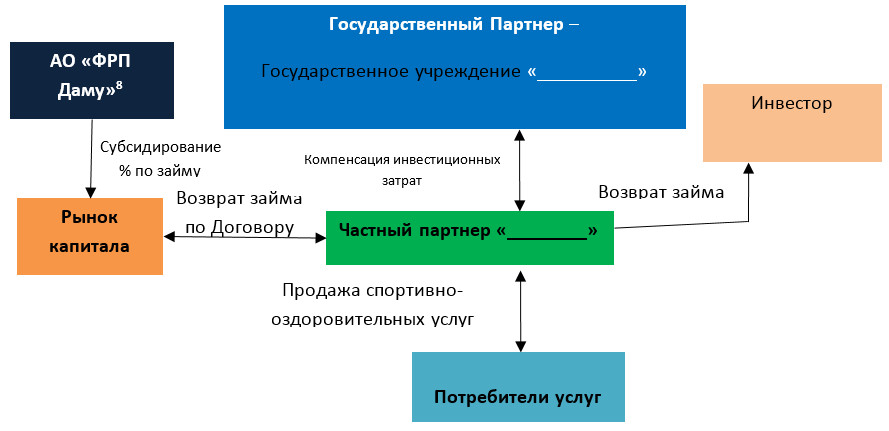 Государственный Партнер –
Государственное учреждение «___________»
АО «ФРП
Даму»⁸
Инвестор
Субсидирование
% по займу
Компенсация инвестиционных
затрат
Возврат займа
Возврат займа
по Договору
Рынок
капитала
Частный партнер «_________»
Продажа спортивно-
оздоровительных услуг
Потребители услуг